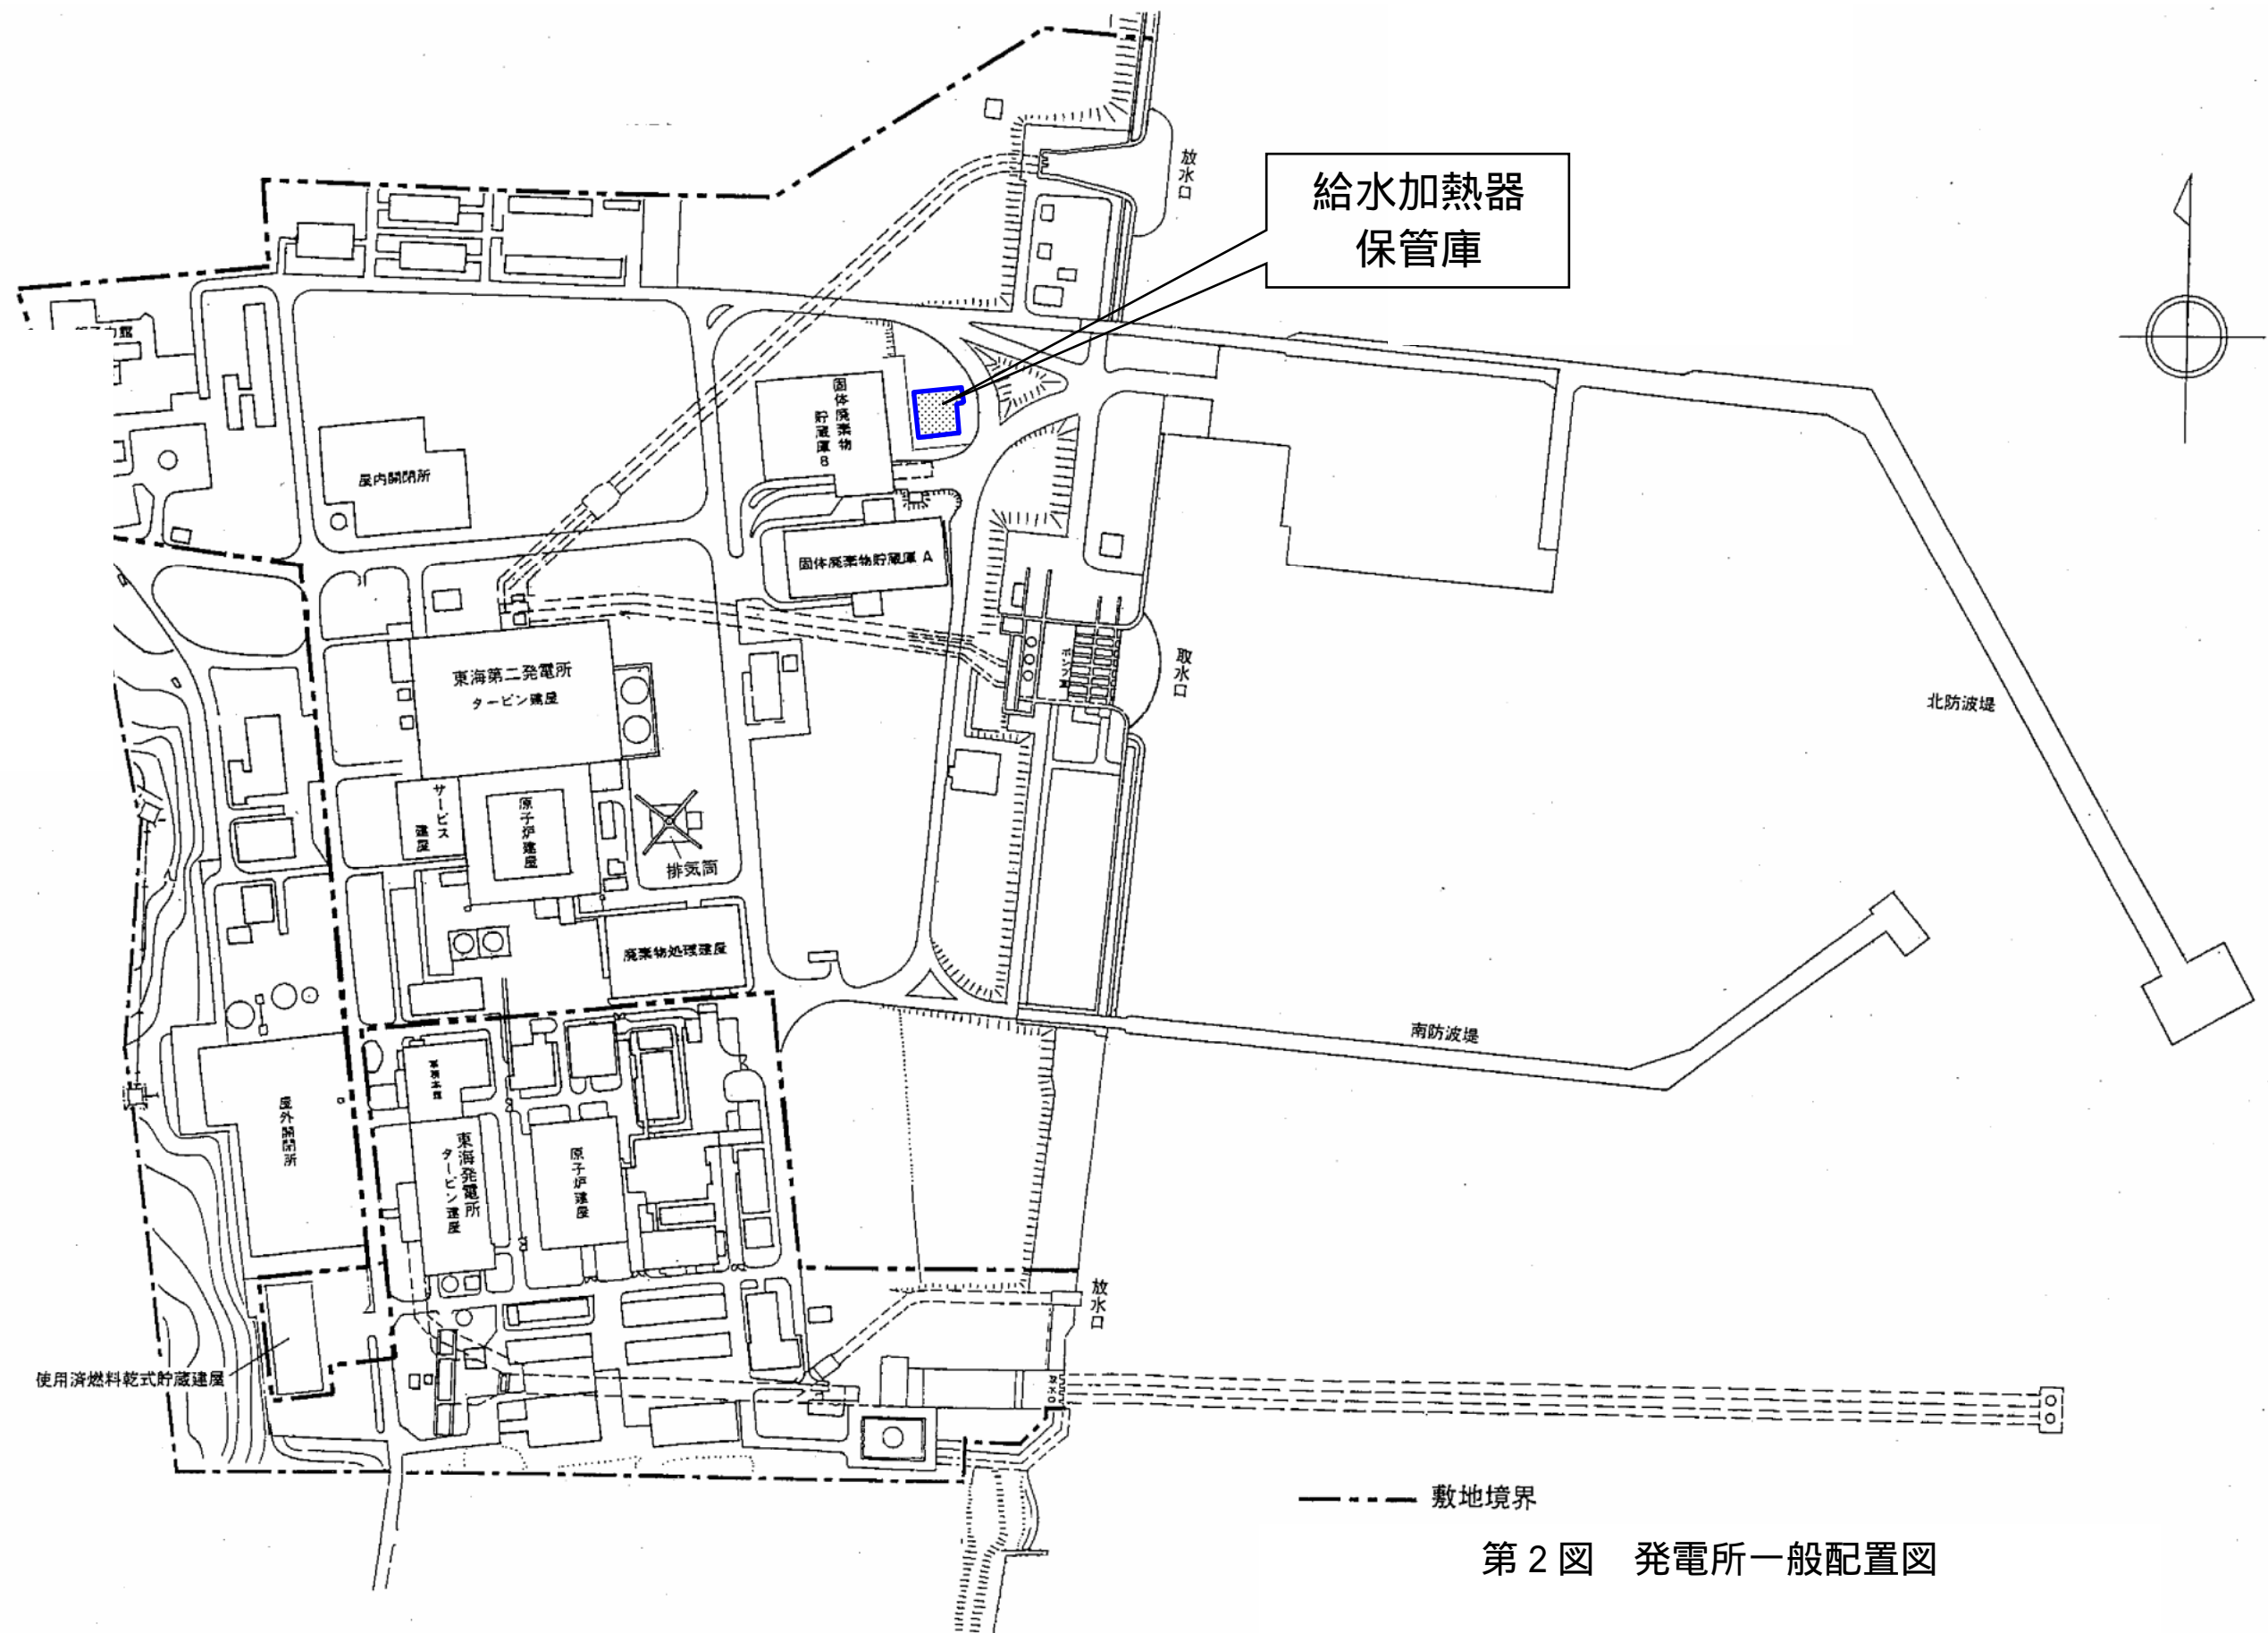 放水口
給水加熱器
保管庫
固体廃棄物
貯蔵庫B
屋内開閉所
固体廃棄物貯蔵庫 A
東海第二発電所
タービン建屋
ポンプ室
取水口
北防波堤
サービス
建屋
原子炉建屋
排気筒
廃棄物処理建屋
南防波堤
屋外開閉所
東海発電所
タービン建屋
原子炉建屋
放水口
使用済燃料乾式貯蔵建屋
敷地境界
第2図 発電所一般配置図